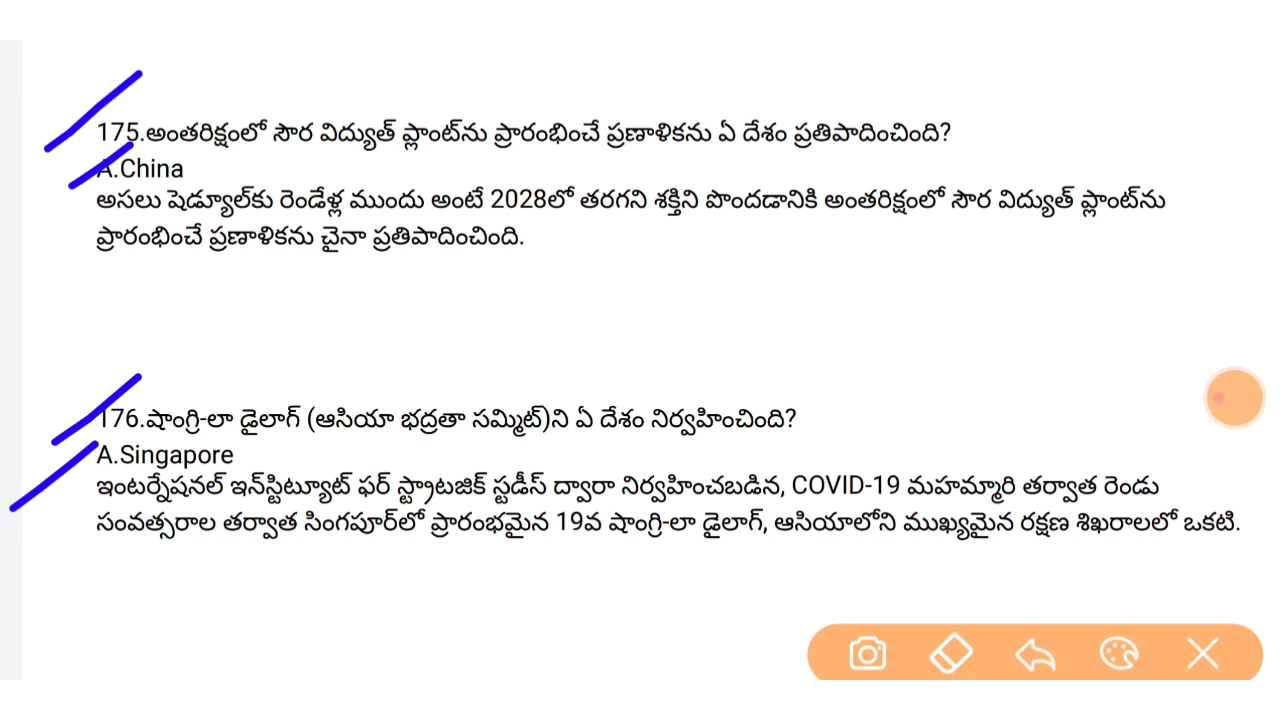 175.అంతరిక్షంలో సౌర విద్యుత్ ప్లాంట్‌ను ప్రారంభించే ప్రణాళికను ఏ దేశం ప్రతిపాదించింది?
A.China
అసలు షెడ్యూల్‌కు రెండేళ్ల ముందు అంటే 2028లో తరగని శక్తిని పొందడానికి అంతరిక్షంలో సౌర విద్యుత్ ప్లాంట్‌ను
ప్రారంభించే ప్రణాళికను చైనా ప్రతిపాదించింది.
176.షాంగ్రి-లా డైలాగ్ (ఆసియా భద్రతా సమ్మిట్)ని ఏ దేశం నిర్వహించింది?
A.Singapore
ఇంటర్నేషనల్ ఇన్‌స్టిట్యూట్ ఫర్ స్ట్రాటజిక్ స్టడీస్ ద్వారా నిర్వహించబడిన, COVID-19 మహమ్మారి తర్వాత రెండు
సంవత్సరాల తర్వాత సింగపూర్‌లో ప్రారంభమైన 19వ షాంగ్రి-లా డైలాగ్, ఆసియాలోని ముఖ్యమైన రక్షణ శిఖరాలలో ఒకటి.